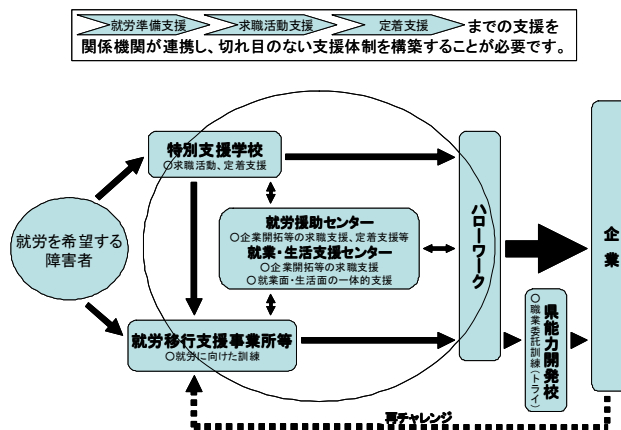 就労準備支援 求職活動支援 定着支援 までの支援を
関係機関が連携し、切れ目のない支援体制を構築することが必要です。
就労を希望する
障害者
特別支援学校
○求職活動、定着支援
就労援助センター
○企業開拓等の求職支援、定着支援等
就業・生活支援センター
○企業開拓等の求職支援
○就業面・生活面の一体的支援
就労移行支援事業所等
○就労に向けた訓練
ハローワーク
県能力開発校
○職業委託訓練(トライ)
企業
再チャレンジ